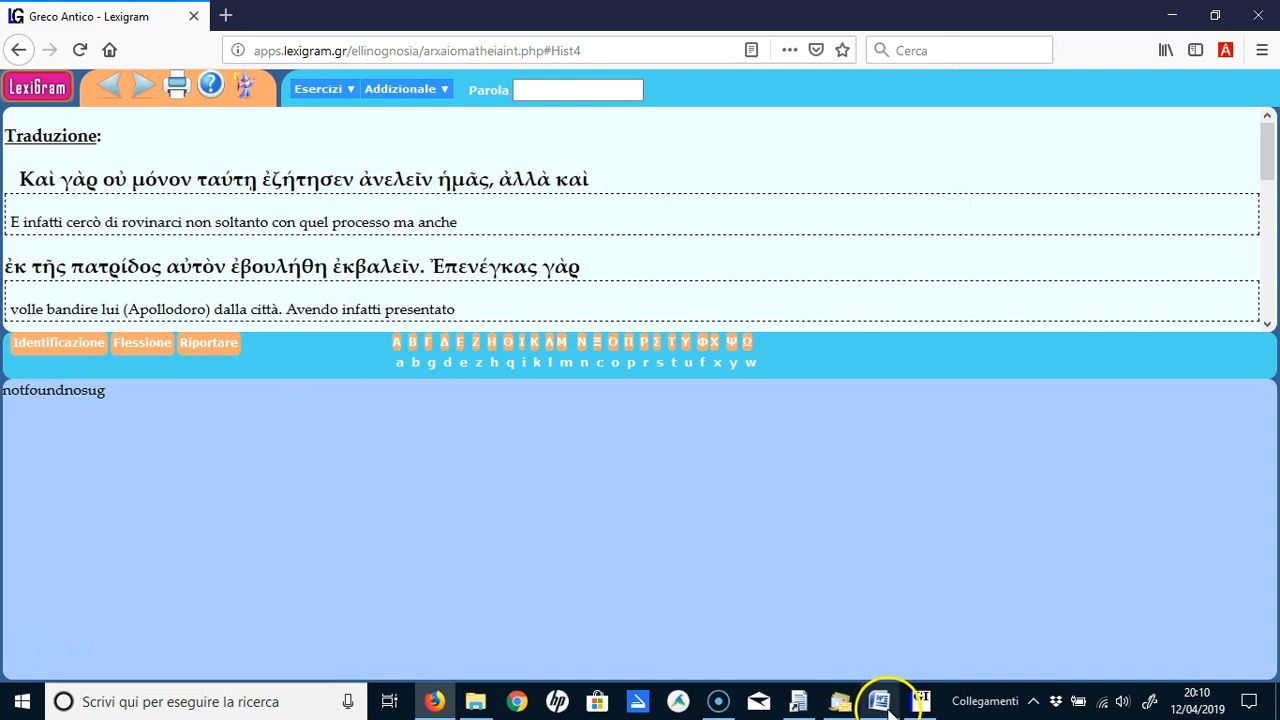 Greco Antico - Lexigram
apps.lexigram.gr/ellinognosia/arxaiomatheiaint.php#Hist4
Cerca
LexiGram
Esercizi ▼ Addizionale ▼ Parola
Traduzione:
Καὶ γὰρ οὐ μόνον ταύτῃ ἐζήτησεν ἀνελεῖν ἡμᾶς, ἀλλὰ καὶ
E infatti cercò di rovinarci non soltanto con quel processo ma anche
ἐκ τῆς πατρίδος αὐτὸν ἐβουλήθη ἐκβαλεῖν. Ἐπενέγκας γὰρ
volle bandire lui (Apollodoro) dalla città. Avendo infatti presentato
Identificazione Flessione Riportare
Α Β Γ Δ Ε Ζ Η Θ Ι Κ Λ Μ Ν Ξ Ο Π Ρ Σ Τ Υ Φ Χ Ψ Ω
a b g d e z h q i k l m n c o p r s t u f x y w
notfoundnosug
Scrivi qui per eseguire la ricerca
GI
Collegamenti
20:10
12/04/2019